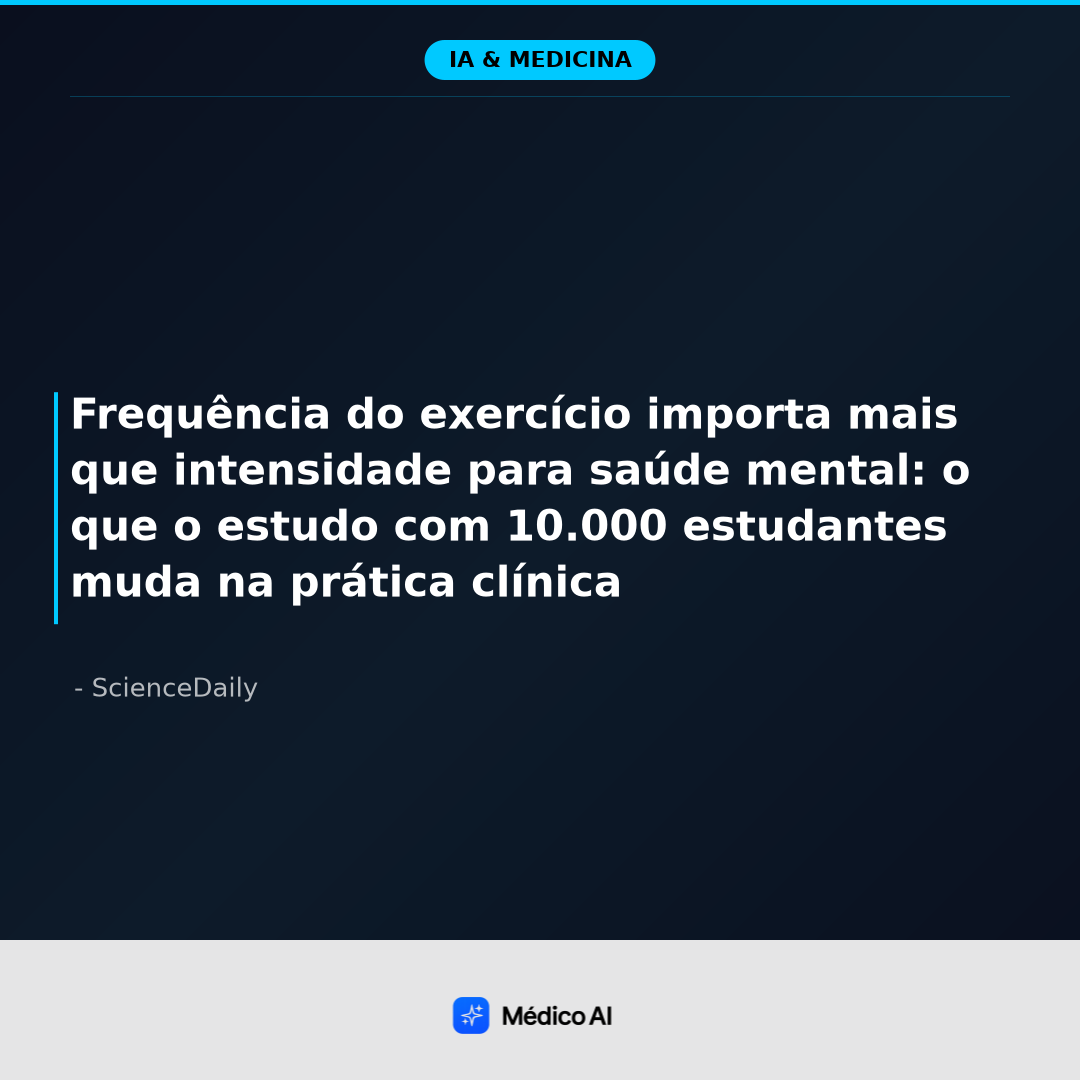 IA & MEDICINA
Frequência do exercício importa mais
que intensidade para saúde mental: o
que o estudo com 10.000 estudantes
muda na prática clínica
- ScienceDaily
Médico AI